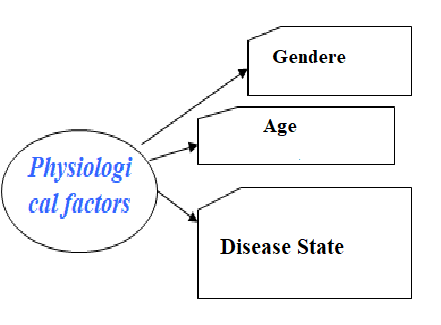 Gendere
Age
Physiologi
cal factors
Disease State